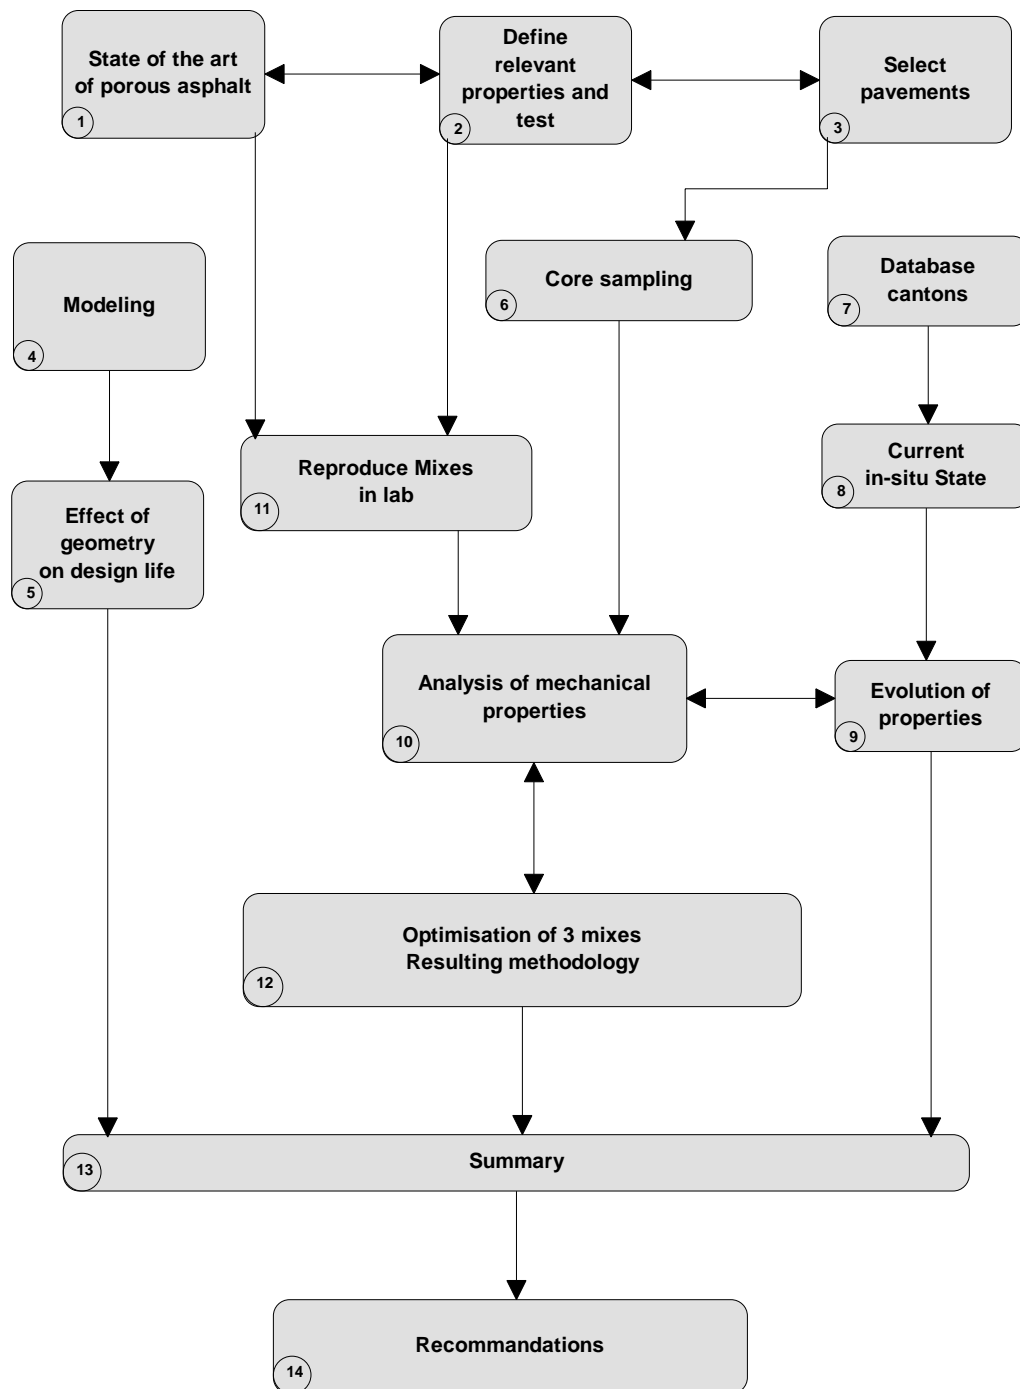 State of the art
of porous asphalt
1
Define
relevant
properties and
test
2
Select
pavements
3
Modeling
4
Core sampling
6
Database
cantons
7
Effect of
geometry
on design life
5
Reproduce Mixes
in lab
11
Current
in-situ State
8
Analysis of mechanical
properties
10
Evolution of
properties
9
Optimisation of 3 mixes
Resulting methodology
12
Summary
13
Recommandations
14